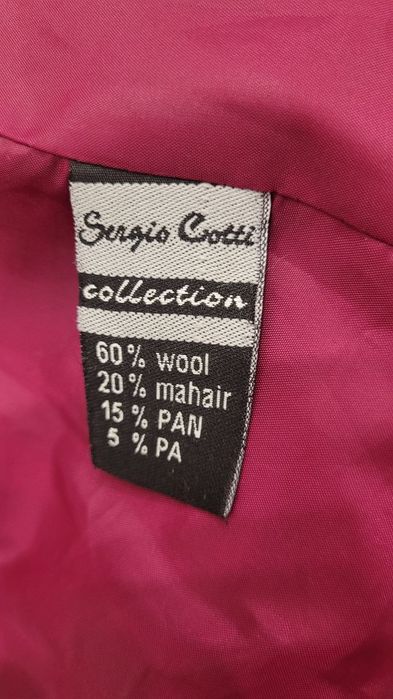 Sergio Cotti
collection
60% wool
20% mahair
15% PAN
5 % PA